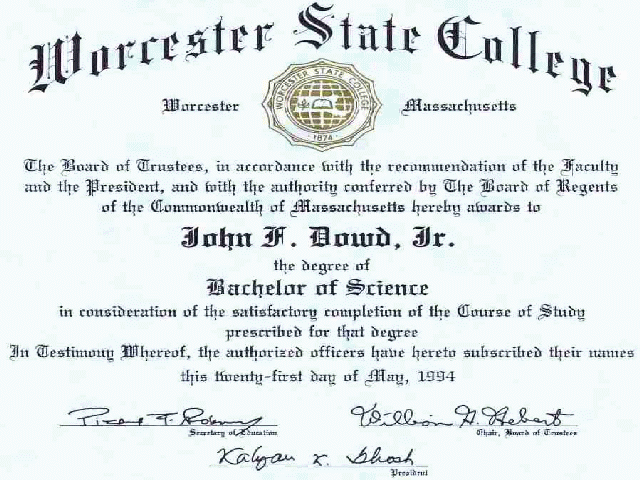 Worcester State College
Worcester Massachusetts
WORCESTER STATE COLLEGE
1874
The Board of Trustees, in accordance with the recommendation of the Faculty
and the President, and with the authority conferred by The Board of Regents
of the Commonwealth of Massachusetts hereby awards to
John F. Dowd, Jr.
the degree of
Bachelor of Science
in consideration of the satisfactory completion of the Course of Study
prescribed for that degree
In Testimony Whereof, the authorized officers have hereto subscribed their names
this twenty-first day of May, 1994
William H. Hebert
Secretary of Education Chair, Board of Trustees
Kalyan K. Ghosh
President